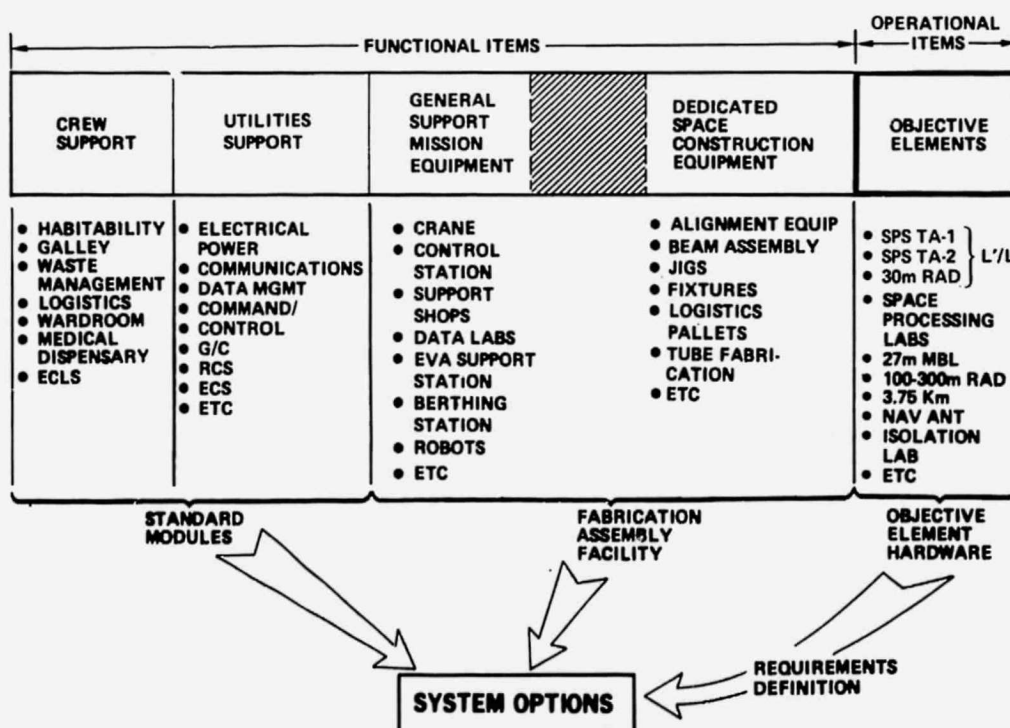 OPERATIONAL
ITEMS
FUNCTIONAL ITEMS
CREW
SUPPORT
UTILITIES
SUPPORT
GENERAL
SUPPORT
MISSION
EQUIPMENT
DEDICATED
SPACE
CONSTRUCTION
EQUIPMENT
OBJECTIVE
ELEMENTS
• HABITABILITY
• GALLEY
• WASTE
MANAGEMENT
• LOGISTICS
• WARDROOM
• MEDICAL
DISPENSARY
• ECLS
• ELECTRICAL
POWER
• COMMUNICATIONS
• DATA MGMT
• COMMAND/
• CONTROL
• G/C
• RCS
• ECS
• ETC
• CRANE
• CONTROL
STATION
• SUPPORT
SHOPS
• DATA LABS
• EVA SUPPORT
STATION
• BERTHING
STATION
• ROBOTS
• ETC
• ALIGNMENT EQUIP
• BEAM ASSEMBLY
• JIGS
• FIXTURES
• LOGISTICS
PALLETS
• TUBE FABRI-
CATION
• ETC
• SPS TA-1
• SPS TA-2
• 30m RAD
• SPACE
PROCESSING
LABS
• 27m MBL
• 100-300m RAD
• 3.75 Km
• NAV ANT
• ISOLATION
LAB
• ETC
STANDARD
MODULES
FABRICATION
ASSEMBLY
FACILITY
OBJECTIVE
ELEMENT
HARDWARE
REQUIREMENTS
DEFINITION
SYSTEM OPTIONS